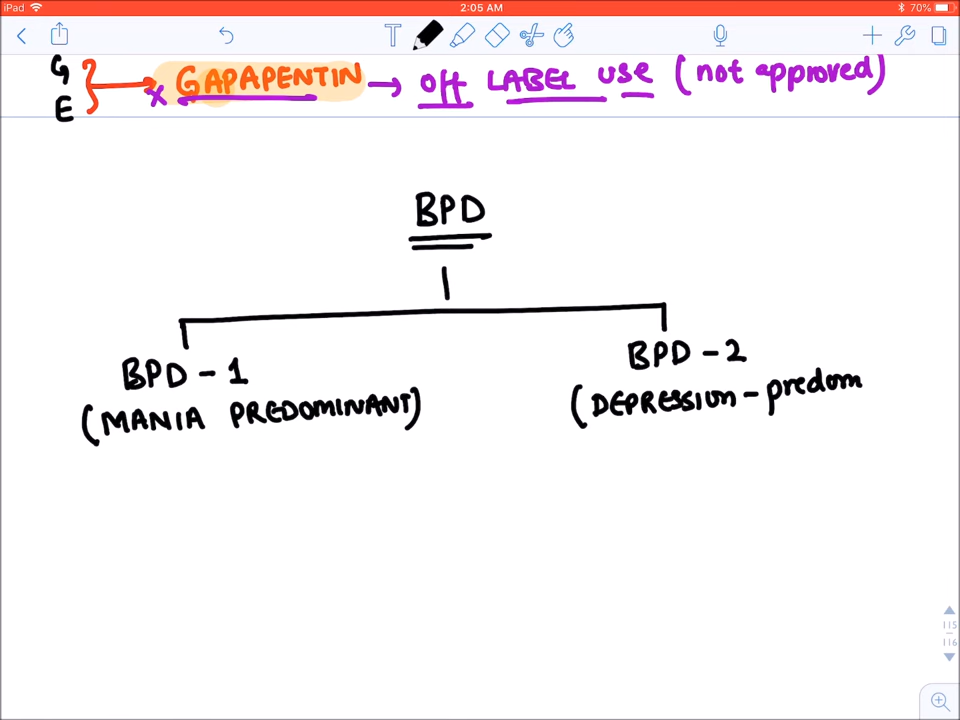 iPad 2:05 AM 70%
T
G
E GAPAPENTIN → off LABEL use (not approved)
x
BPD
BPD - 1
(MANIA PREDOMINANT)
BPD - 2
(DEPRESSION - predom
115
116